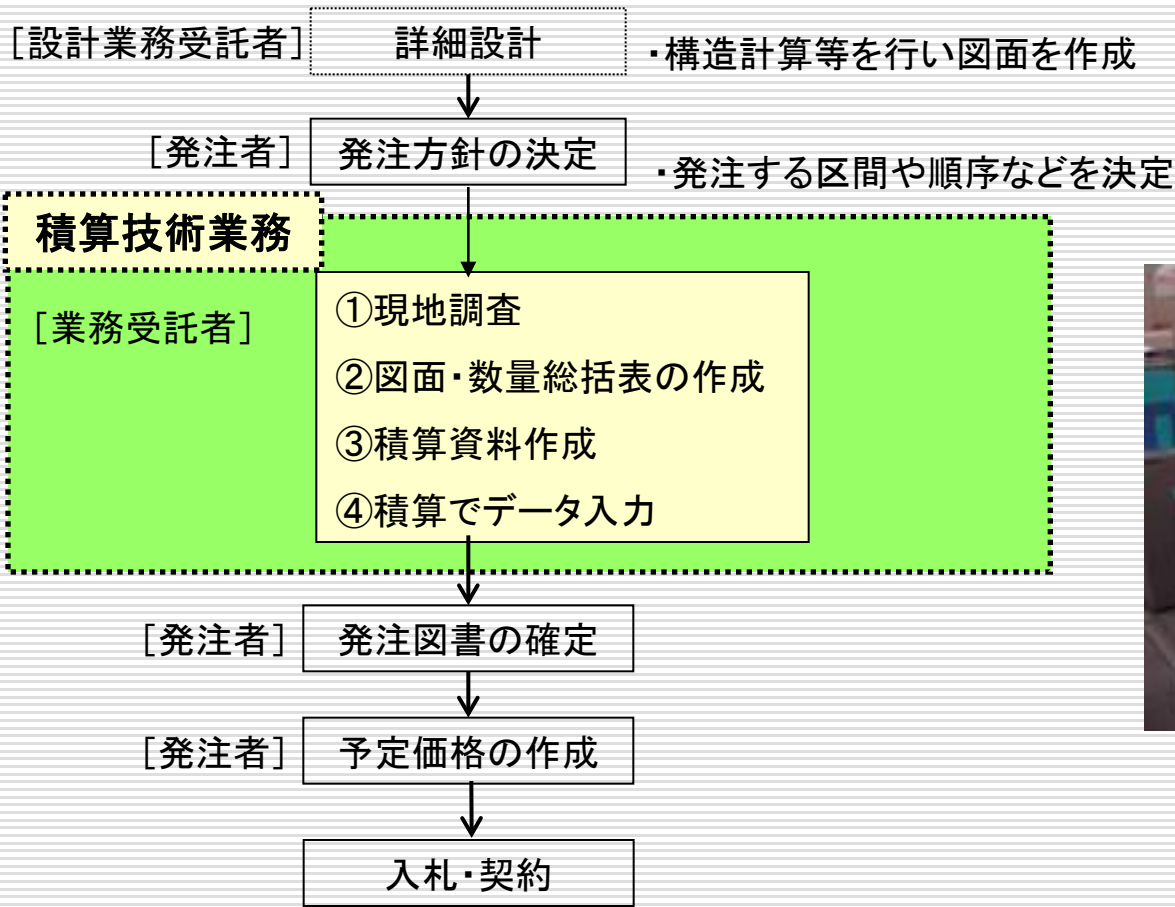 [設計業務受託者] 詳細設計 ・構造計算等を行い図面を作成
[発注者] 発注方針の決定 ・発注する区間や順序などを決定
積算技術業務
[業務受託者]
①現地調査
②図面・数量総括表の作成
③積算資料作成
④積算でデータ入力
[発注者] 発注図書の確定
[発注者] 予定価格の作成
入札・契約